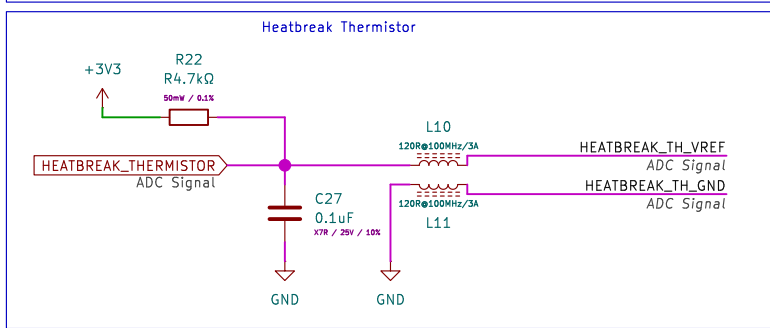 Heatbreak Thermistor
R22
R4.7kΩ
50mW / 0.1%
+3V3
L10
120R@100MHz/3A
HEATBREAK_TH_VREF
ADC Signal
HEATBREAK_THERMISTOR
ADC Signal
HEATBREAK_TH_GND
ADC Signal
120R@100MHz/3A
L11
C27
0.1uF
X7R / 25V / 10%
GND
GND